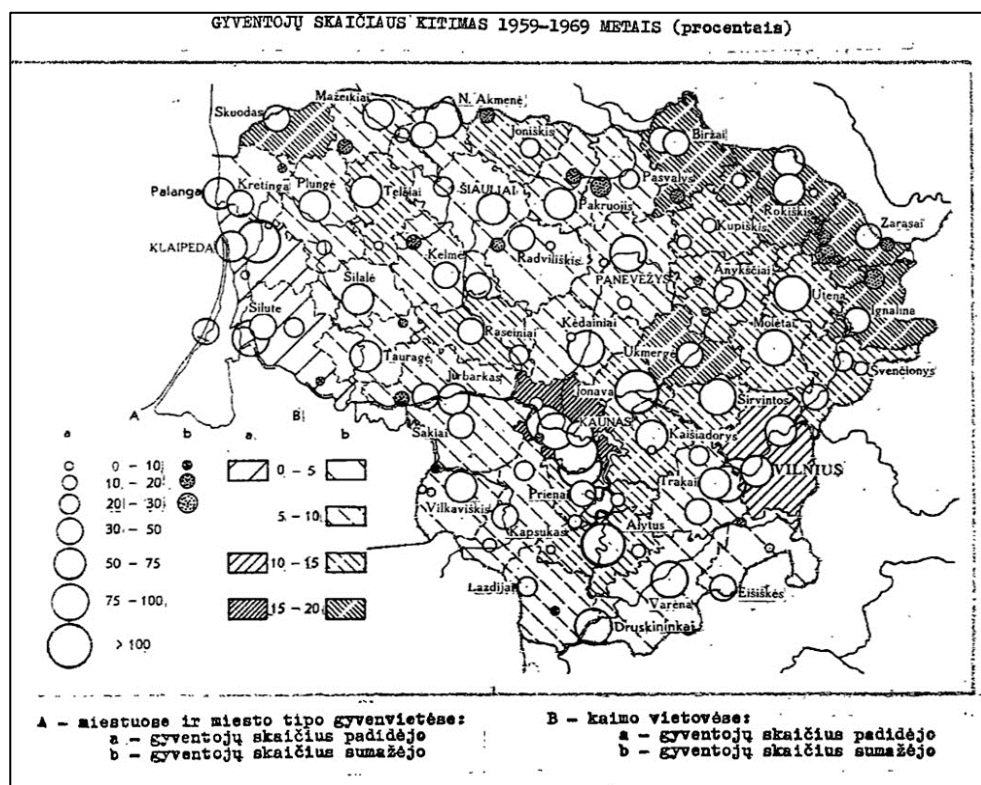 GYVENTOJŲ SKAIČIAUS KITIMAS 1959-1969 METAIS (procentais)
Skuodas
Mažeikiai
N. Akmenė
Joniškis
Biržai
Pasvalys
Palanga
Kretinga
Plungė
Telšiai
ŠIAULIAI
Pakruojis
Rokiškis
Zarasai
Kupiškis
KLAIPĖDA
Kelmė
Radviliškis
PANEVĖŽYS
Anykščiai
Utena
Šilalė
Ignalina
Šilutė
Raseiniai
Kėdainiai
Molėtai
Ukmergė
Tauragė
Švenčionys
Jurbarkas
Jonava
Širvintos
Šakiai
KAUNAS
Kaišiadorys
VILNIUS
Trakai
Prienai
Vilkaviškis
Kapsukas
Alytus
Lazdijai
Varėna
Eišiškės
Druskininkai
A B
a b a b
0 - 10
10 - 20
20 - 30
30 - 50
50 - 75
75 - 100
> 100
0 - 5
5 - 10
10 - 15
15 - 20
A - miestuose ir miesto tipo gyvenvietėse:
a - gyventojų skaičius padidėjo
b - gyventojų skaičius sumažėjo
B - kaimo vietovėse:
a - gyventojų skaičius padidėjo
b - gyventojų skaičius sumažėjo